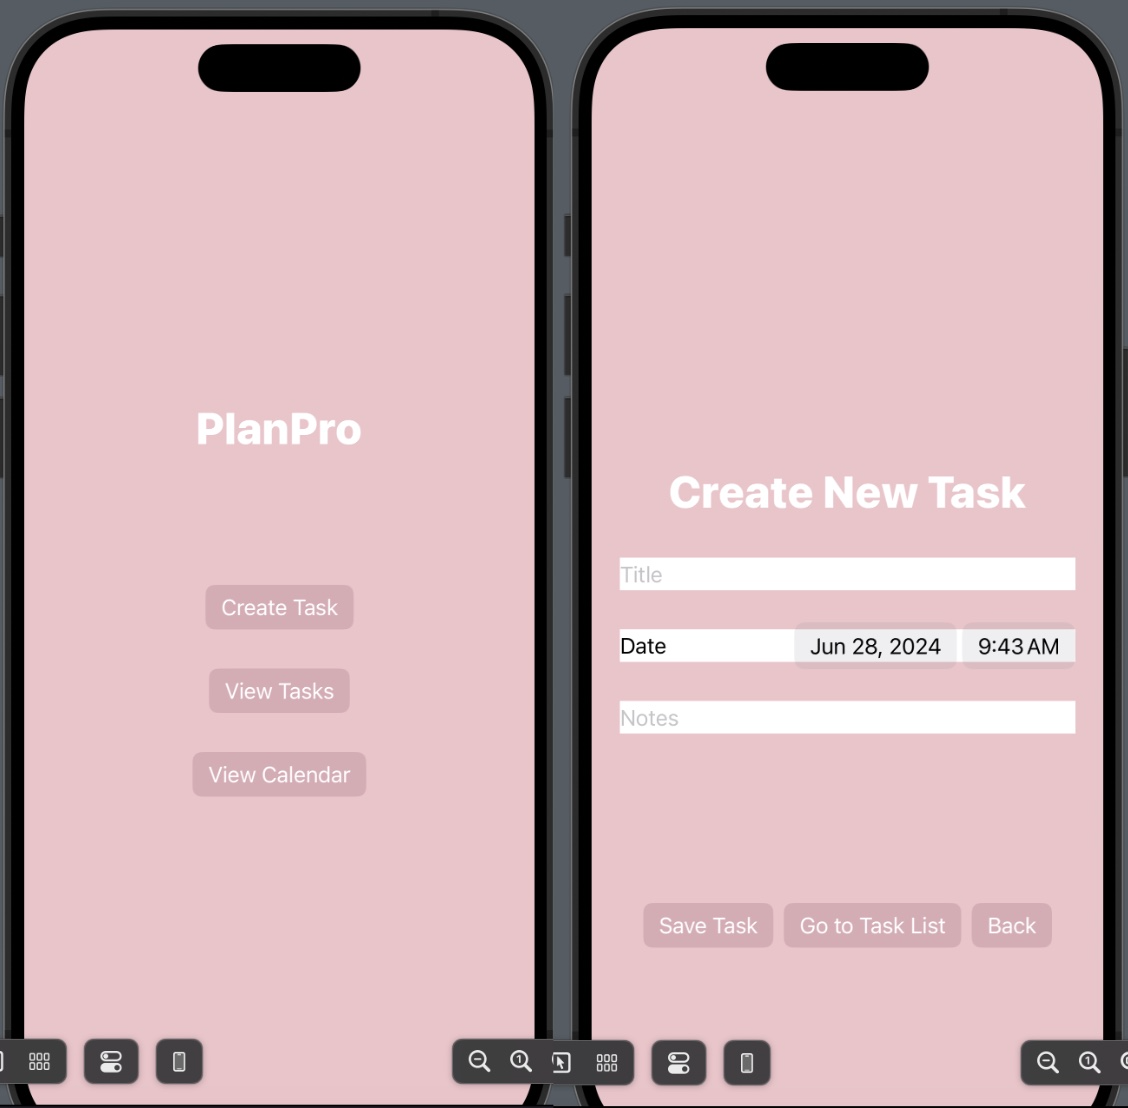 PlanPro
Create Task
View Tasks
View Calendar
Create New Task
Title
Date Jun 28, 2024 9:43 AM
Notes
Save Task Go to Task List Back